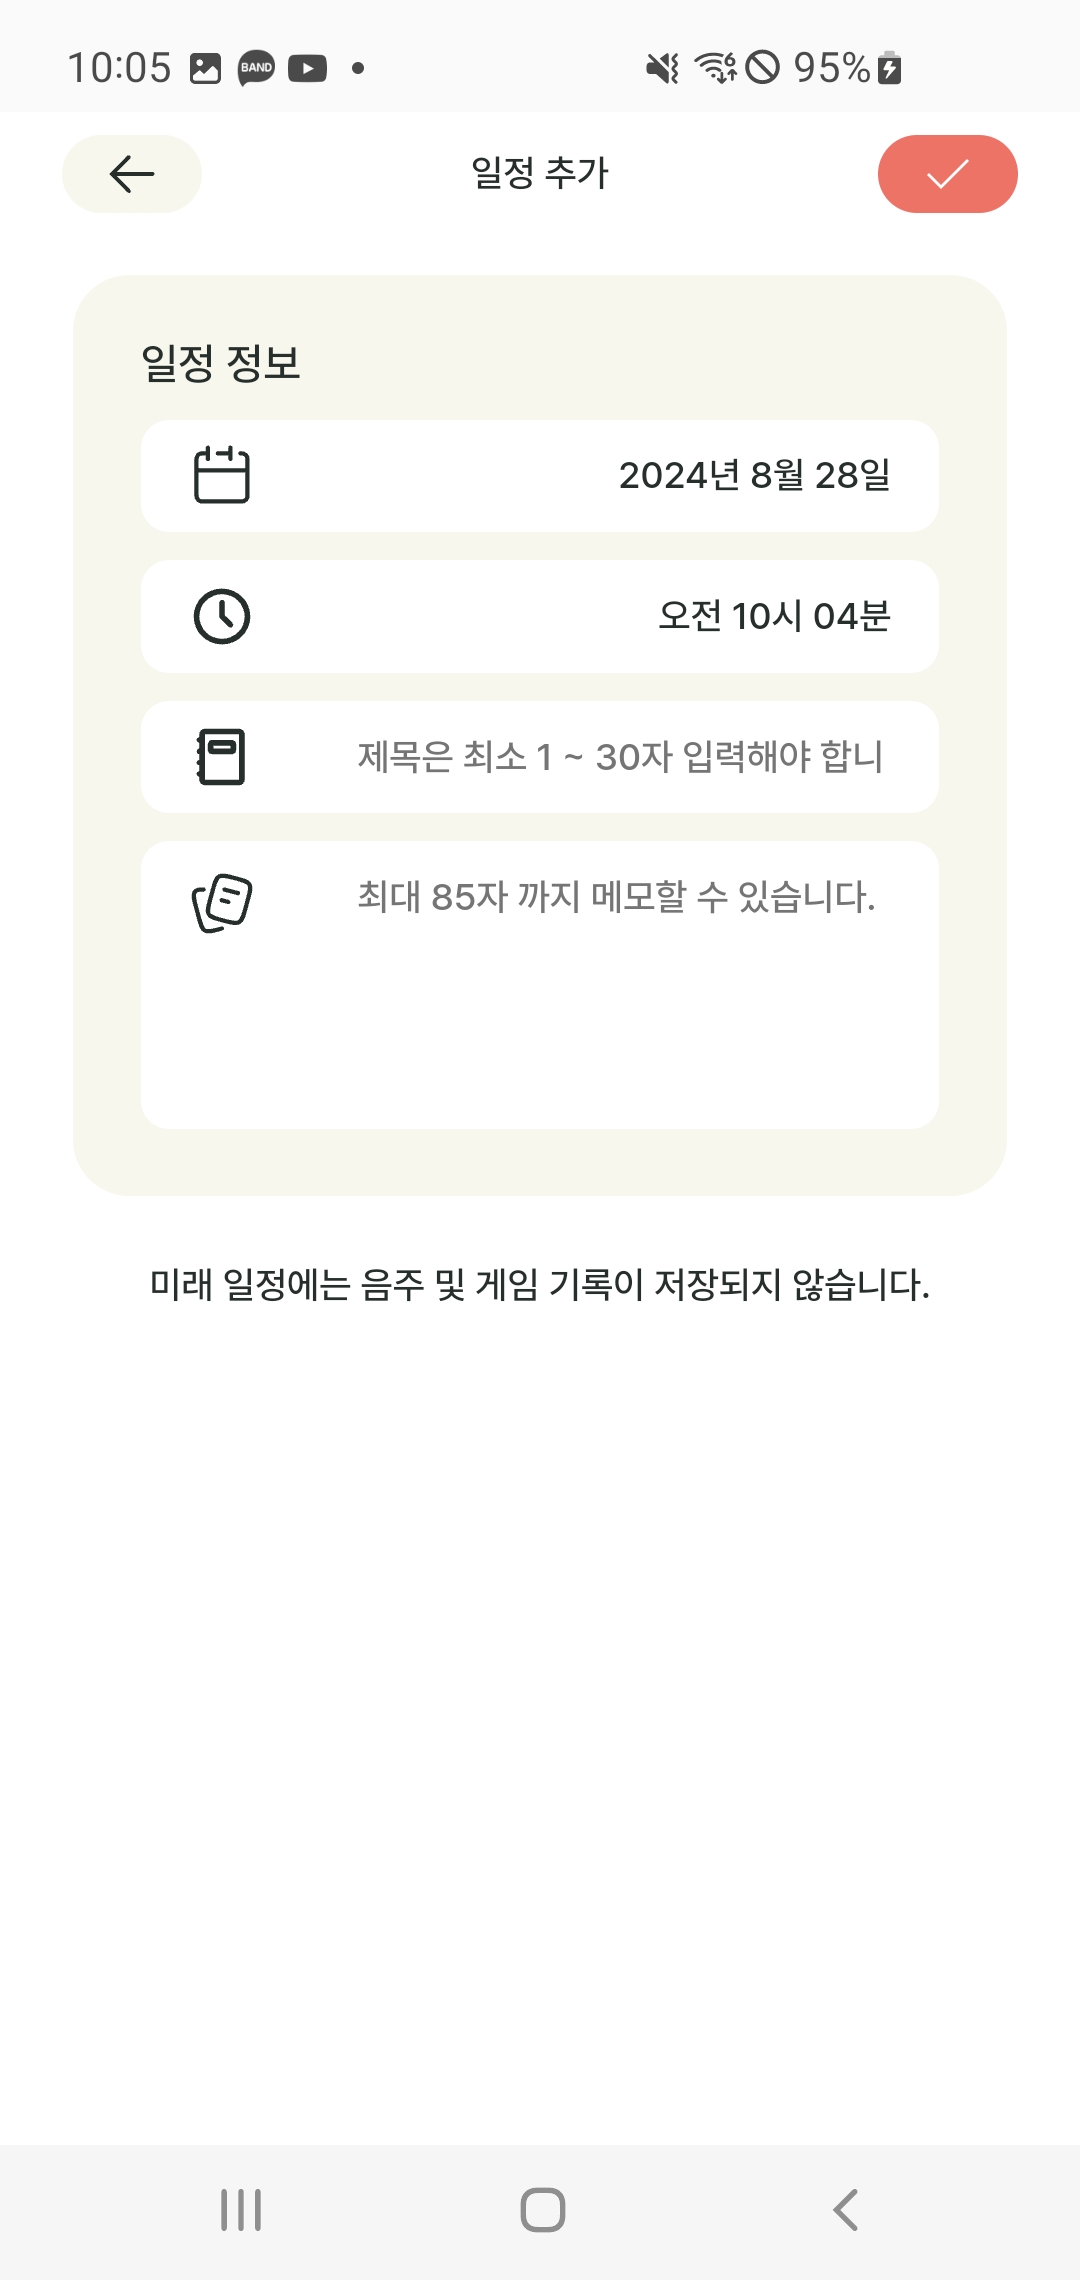 10:05 BAND 6 95%
일정 추가
일정 정보
2024년 8월 28일
오전 10시 04분
제목은 최소 1 ~ 30자 입력해야 합니
최대 85자 까지 메모할 수 있습니다.
미래 일정에는 음주 및 게임 기록이 저장되지 않습니다.